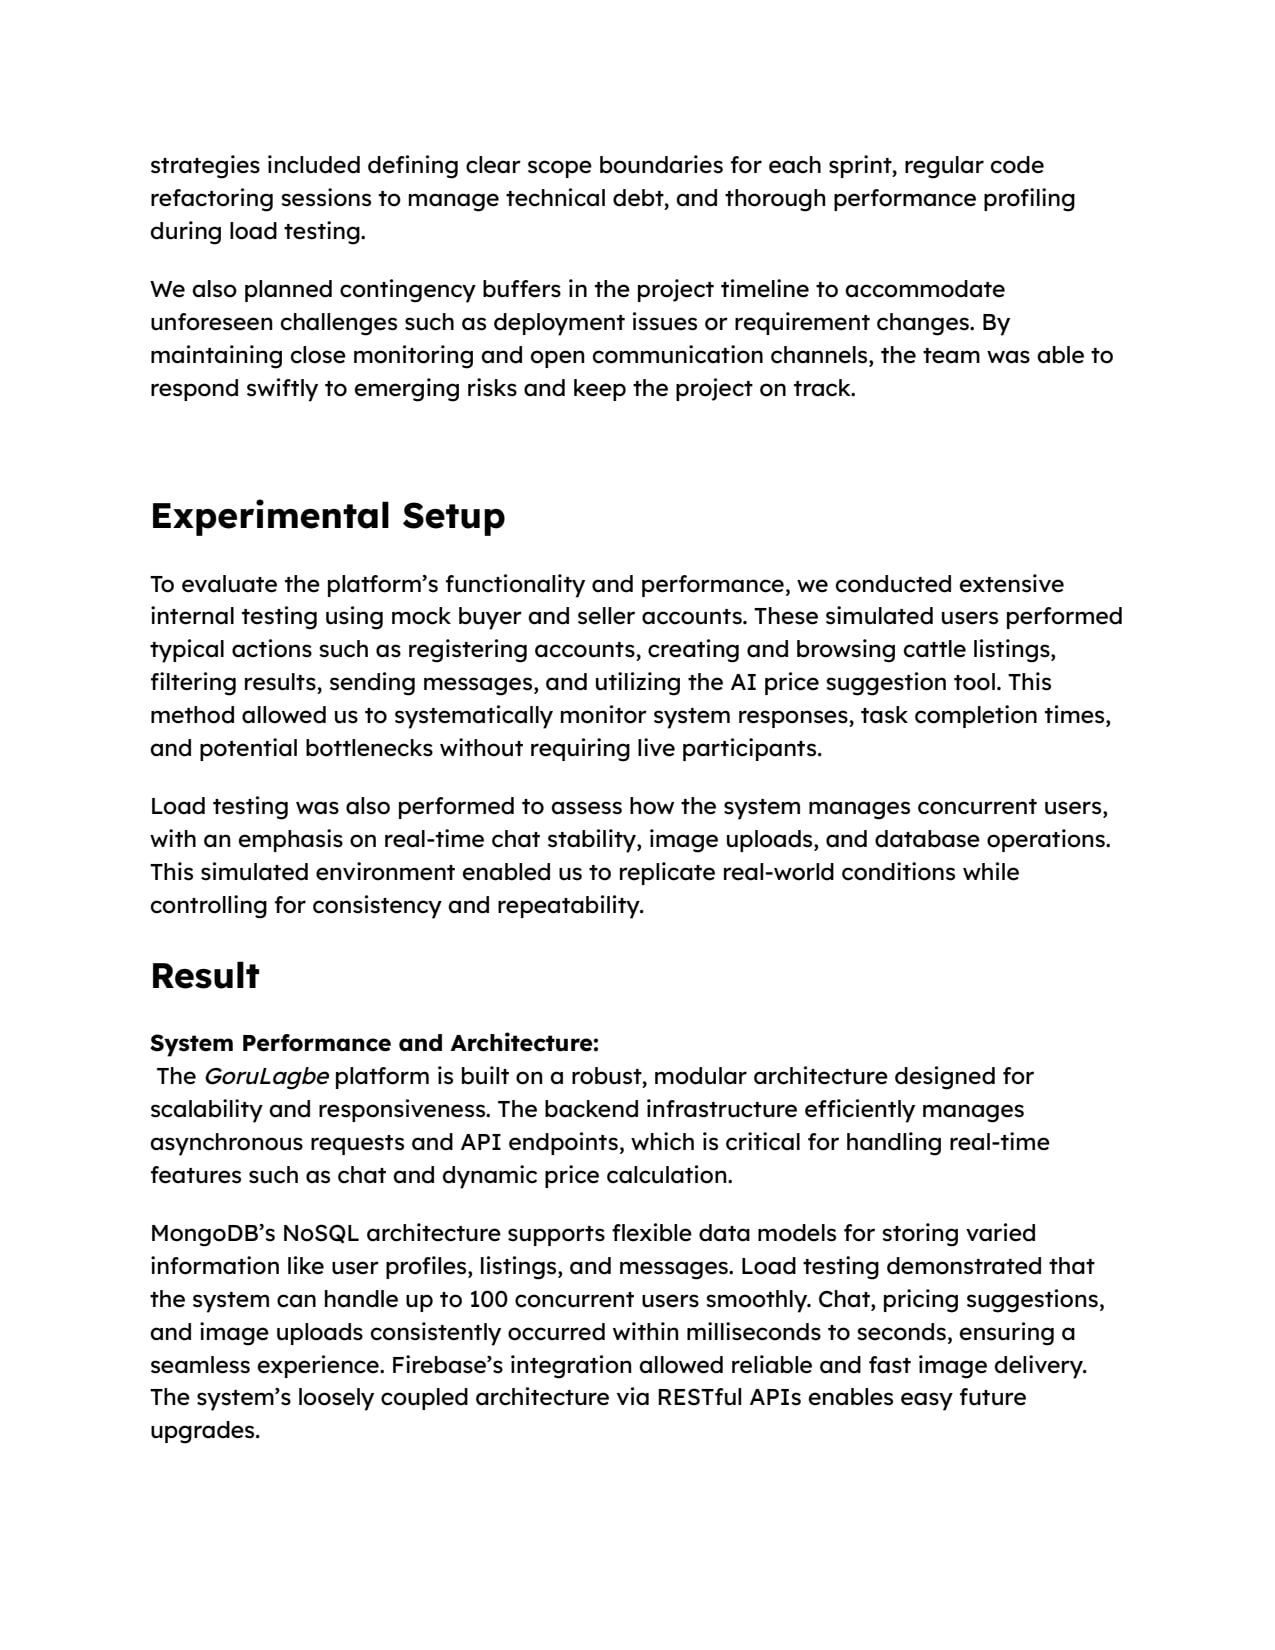 strategies included defining clear scope boundaries for each sprint, regular code
refactoring sessions to manage technical debt, and thorough performance profiling
during load testing.
We also planned contingency buffers in the project timeline to accommodate
unforeseen challenges such as deployment issues or requirement changes. By
maintaining close monitoring and open communication channels, the team was able to
respond swiftly to emerging risks and keep the project on track.
Experimental Setup
To evaluate the platform’s functionality and performance, we conducted extensive
internal testing using mock buyer and seller accounts. These simulated users performed
typical actions such as registering accounts, creating and browsing cattle listings,
filtering results, sending messages, and utilizing the AI price suggestion tool. This
method allowed us to systematically monitor system responses, task completion times,
and potential bottlenecks without requiring live participants.
Load testing was also performed to assess how the system manages concurrent users,
with an emphasis on real-time chat stability, image uploads, and database operations.
This simulated environment enabled us to replicate real-world conditions while
controlling for consistency and repeatability.
Result
System Performance and Architecture:
The GoruLagbe platform is built on a robust, modular architecture designed for
scalability and responsiveness. The backend infrastructure efficiently manages
asynchronous requests and API endpoints, which is critical for handling real-time
features such as chat and dynamic price calculation.
MongoDB’s NoSQL architecture supports flexible data models for storing varied
information like user profiles, listings, and messages. Load testing demonstrated that
the system can handle up to 100 concurrent users smoothly. Chat, pricing suggestions,
and image uploads consistently occurred within milliseconds to seconds, ensuring a
seamless experience. Firebase’s integration allowed reliable and fast image delivery.
The system’s loosely coupled architecture via RESTful APIs enables easy future
upgrades.